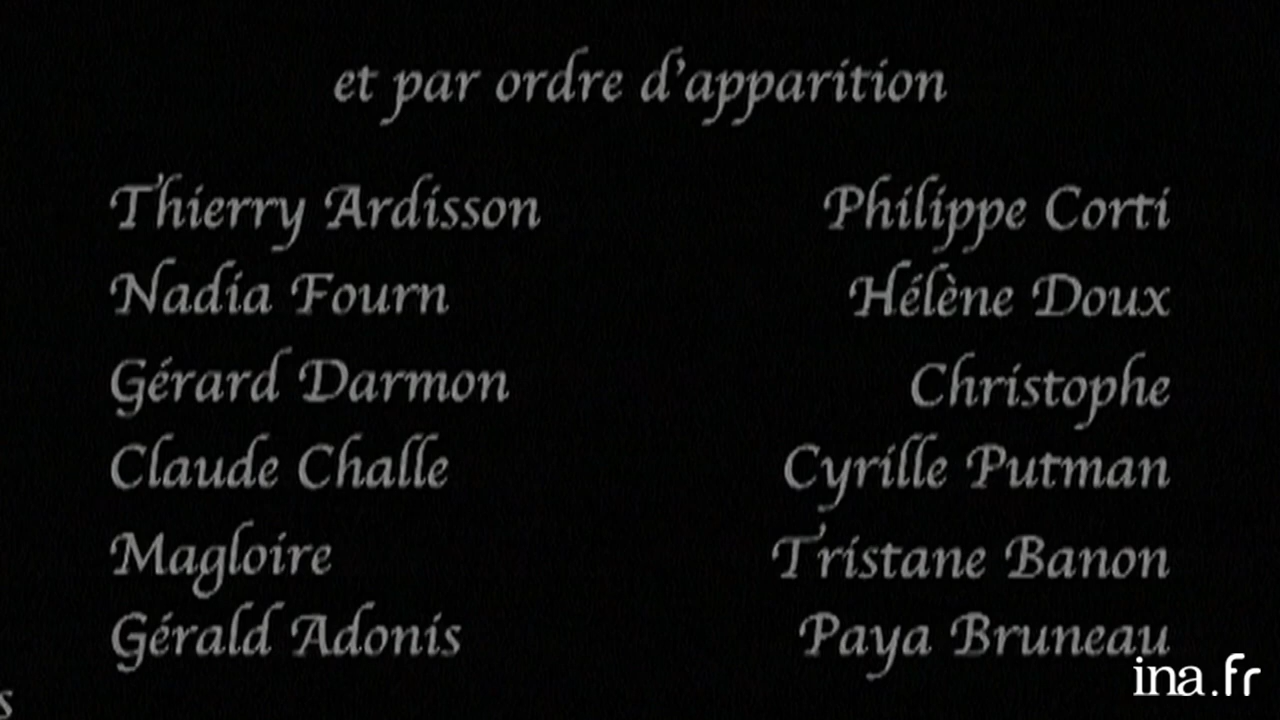 et par ordre d'apparition
Thierry Ardisson Philippe Corti
Nadia Fourn Hélène Doux
Gérard Darmon Christophe
Claude Challe Cyrille Putman
Magloire Tristane Banon
Gérald Adonis Paya Bruneau
s
ina.fr